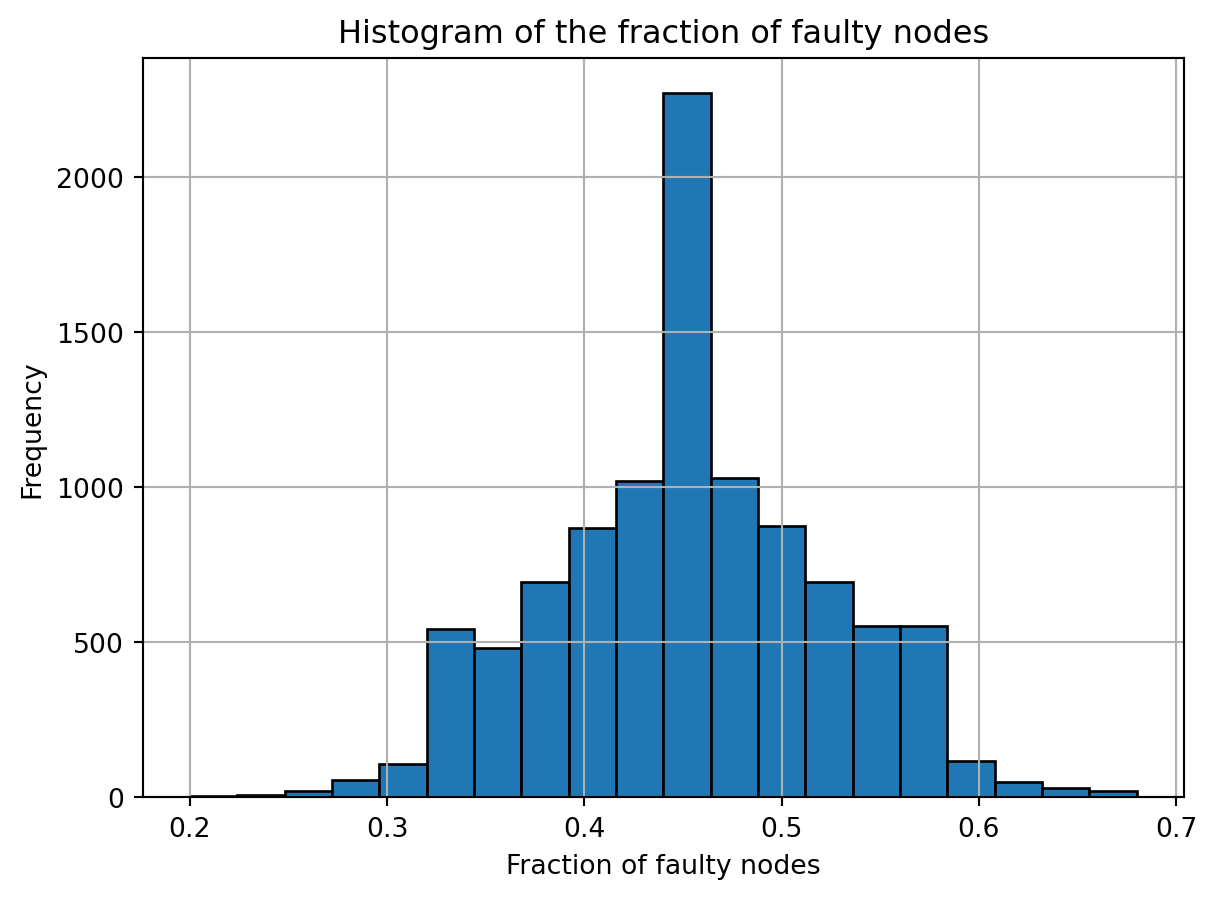 Histogram of the fraction of faulty nodes
Frequency
2000
1500
1000
500
0
0.2 0.3 0.4 0.5 0.6 0.7
Fraction of faulty nodes